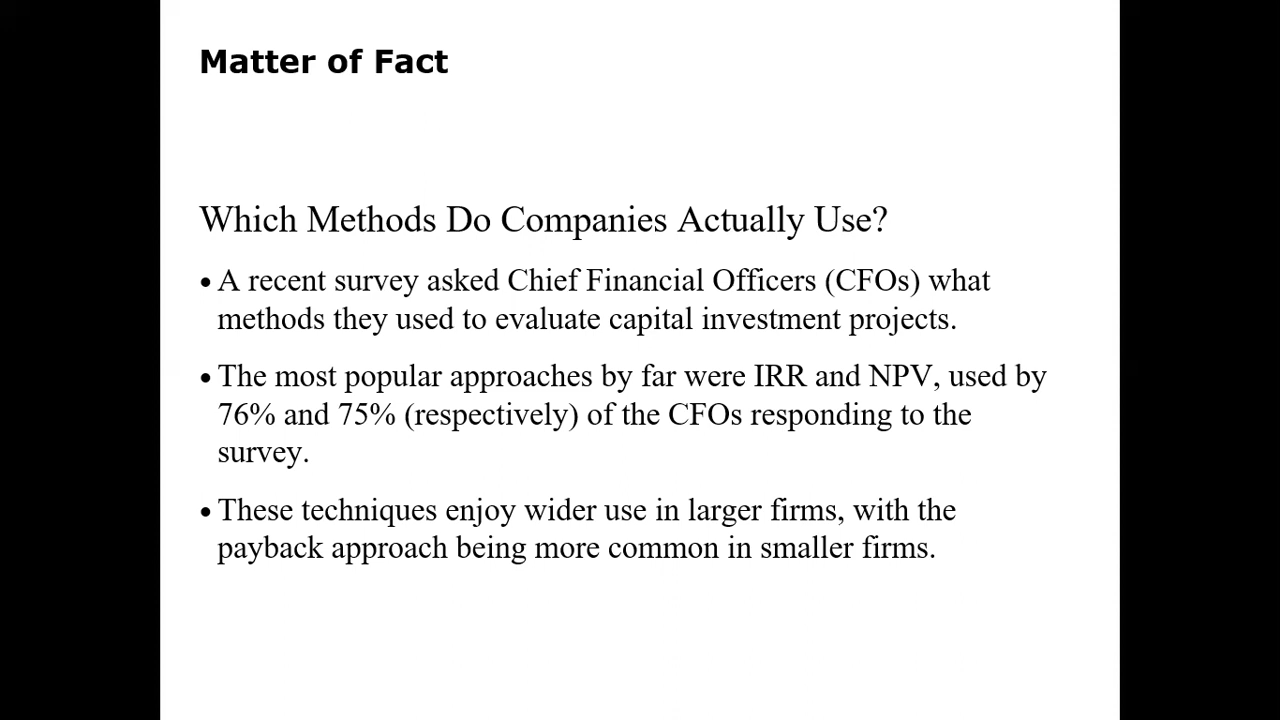 Matter of Fact
Which Methods Do Companies Actually Use?
• A recent survey asked Chief Financial Officers (CFOs) what
methods they used to evaluate capital investment projects.
• The most popular approaches by far were IRR and NPV, used by
76% and 75% (respectively) of the CFOs responding to the
survey.
• These techniques enjoy wider use in larger firms, with the
payback approach being more common in smaller firms.